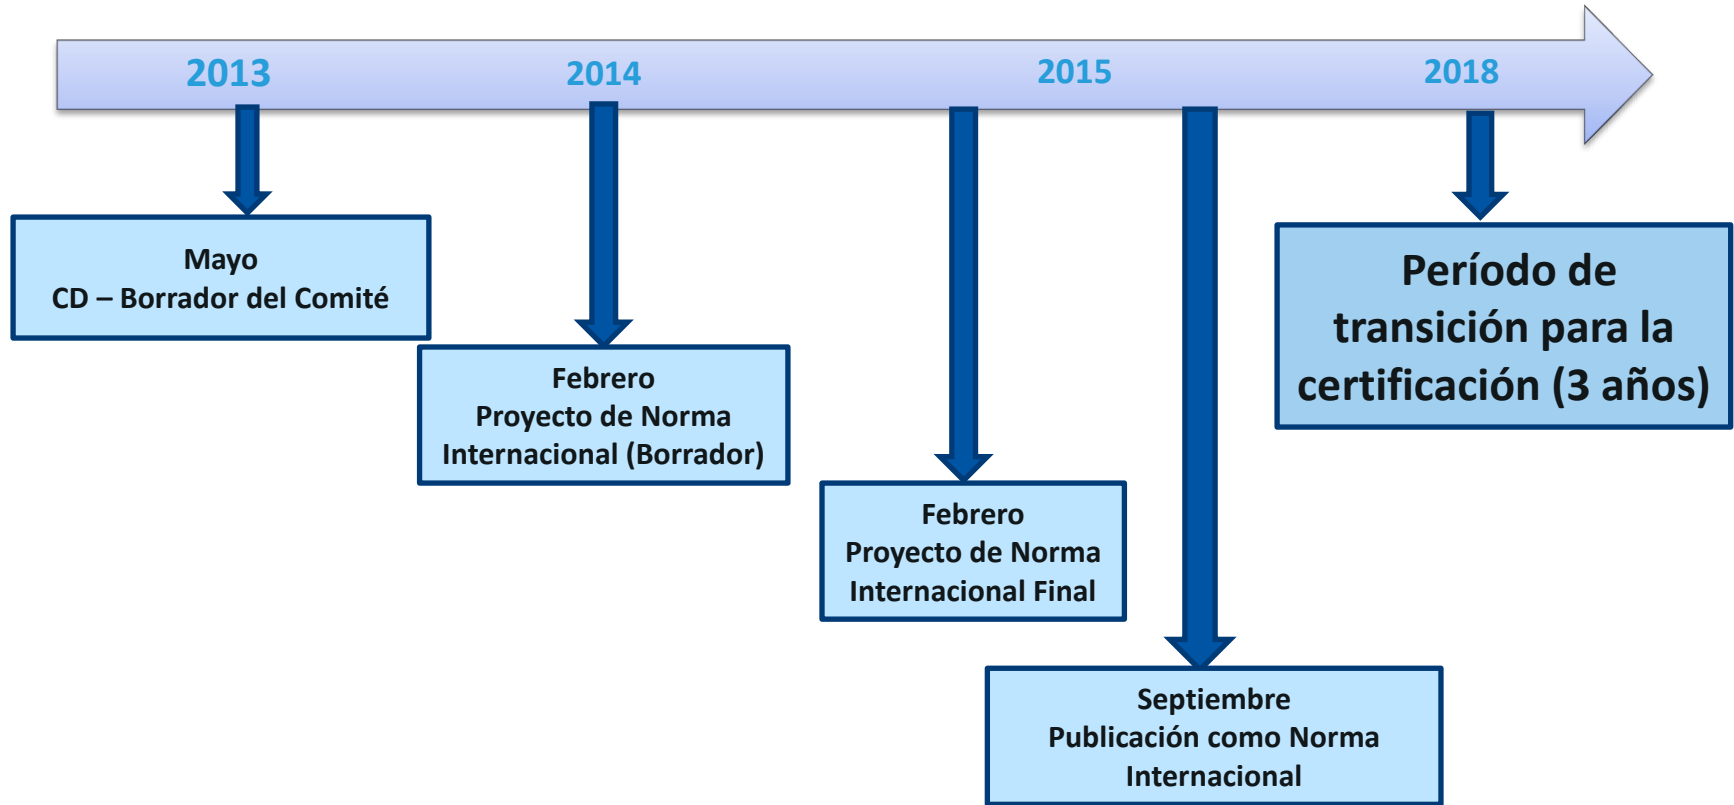 2013
2014
2015
2018
Mayo
CD – Borrador del Comité
Febrero
Proyecto de Norma
Internacional (Borrador)
Febrero
Proyecto de Norma
Internacional Final
Septiembre
Publicación como Norma
Internacional
Período de
transición para la
certificación (3 años)